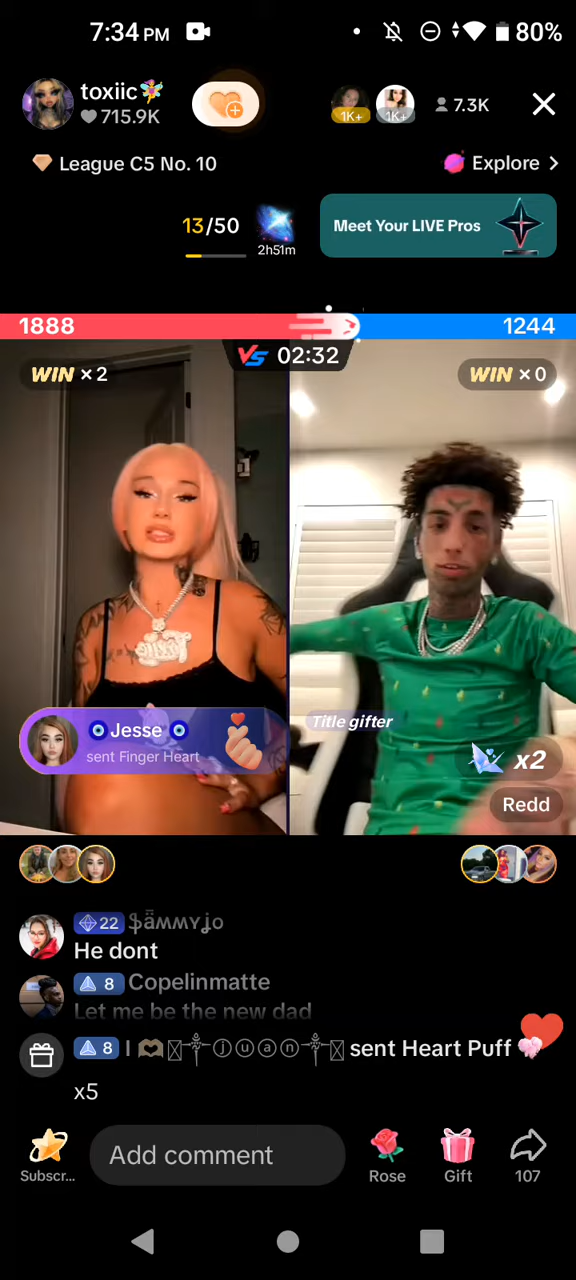 7:34 PM
80%
toxiic🧚
715.9K
1K+
1K+
7.3K
League C5 No. 10
Explore >
13/50
2h51m
Meet Your LIVE Pros
1888
1244
VS 02:32
WIN × 2
WIN × 0
🧿Jesse 🧿
sent Finger Heart
Title gifter
x2
Redd
22 ꞩǟʍʍʏʝօ
He dont
8 Copelinmatte
Let me be the new dad
8 I 🫶🏽 ༒ⓙⓤⓐⓝ༒ sent Heart Puff
x5
Subscr...
Add comment
Rose
Gift
107